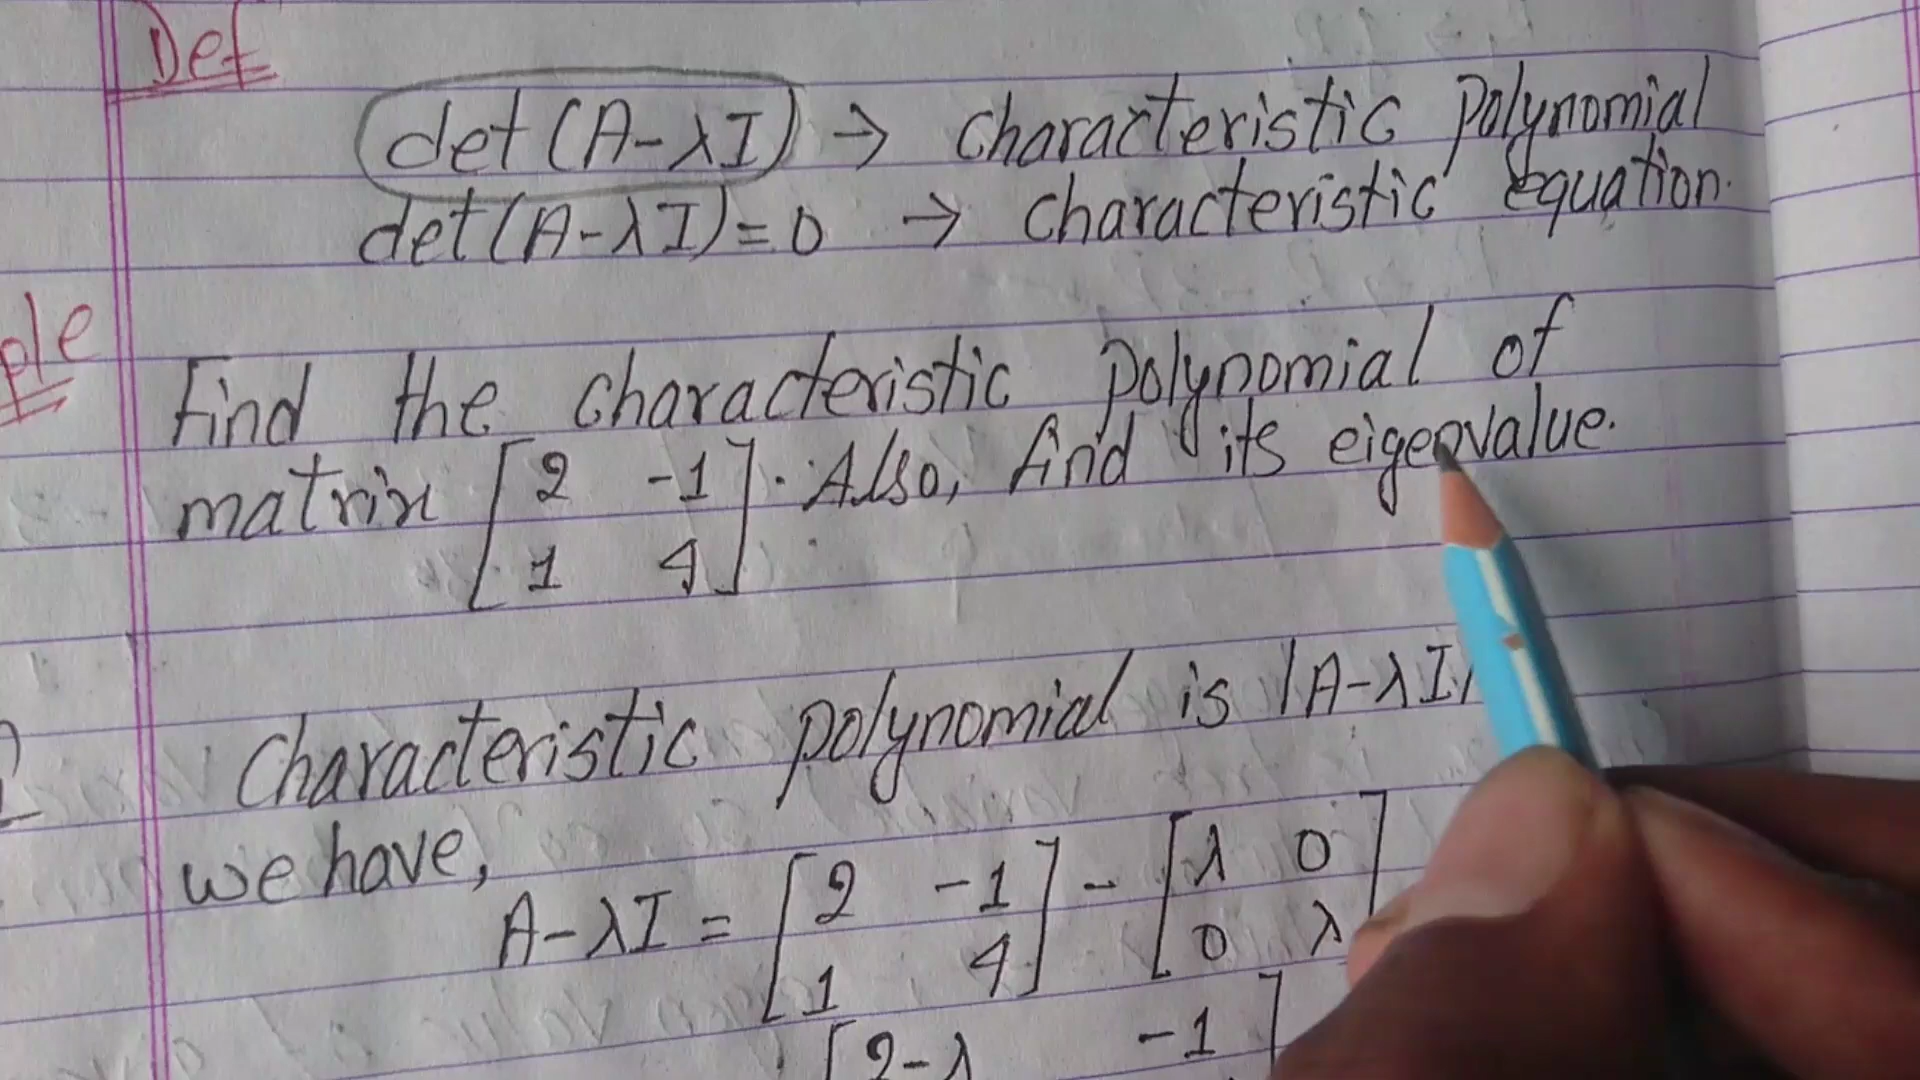 Def
det(A-λI) → characteristic polynomial
det(A-λI)=0 → characteristic equation.
ple
Find the characteristic polynomial of
matrix [2 -1
1 4]. Also, find its eigenvalue.
Characteristic polynomial is |A-λI|
we have,
A-λI = [2 -1
1 4] - [λ 0
0 λ]
[2-λ -1]